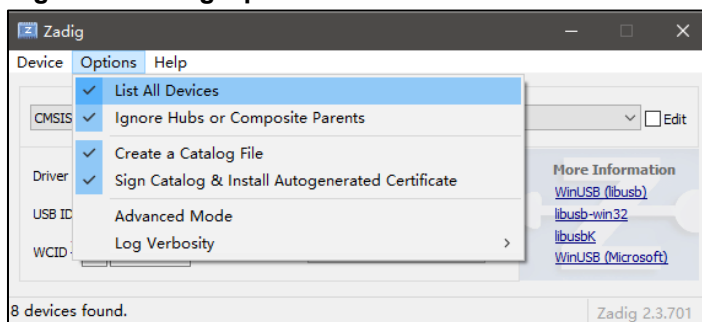 Zadig
Device Options Help
List All Devices
CMSIS Ignore Hubs or Composite Parents Edit
Create a Catalog File
Driver Sign Catalog & Install Autogenerated Certificate
More Information
WinUSB (libusb)
USB ID Advanced Mode libusb-win32
Log Verbosity libusbK
WCID WinUSB (Microsoft)
8 devices found. Zadig 2.3.701